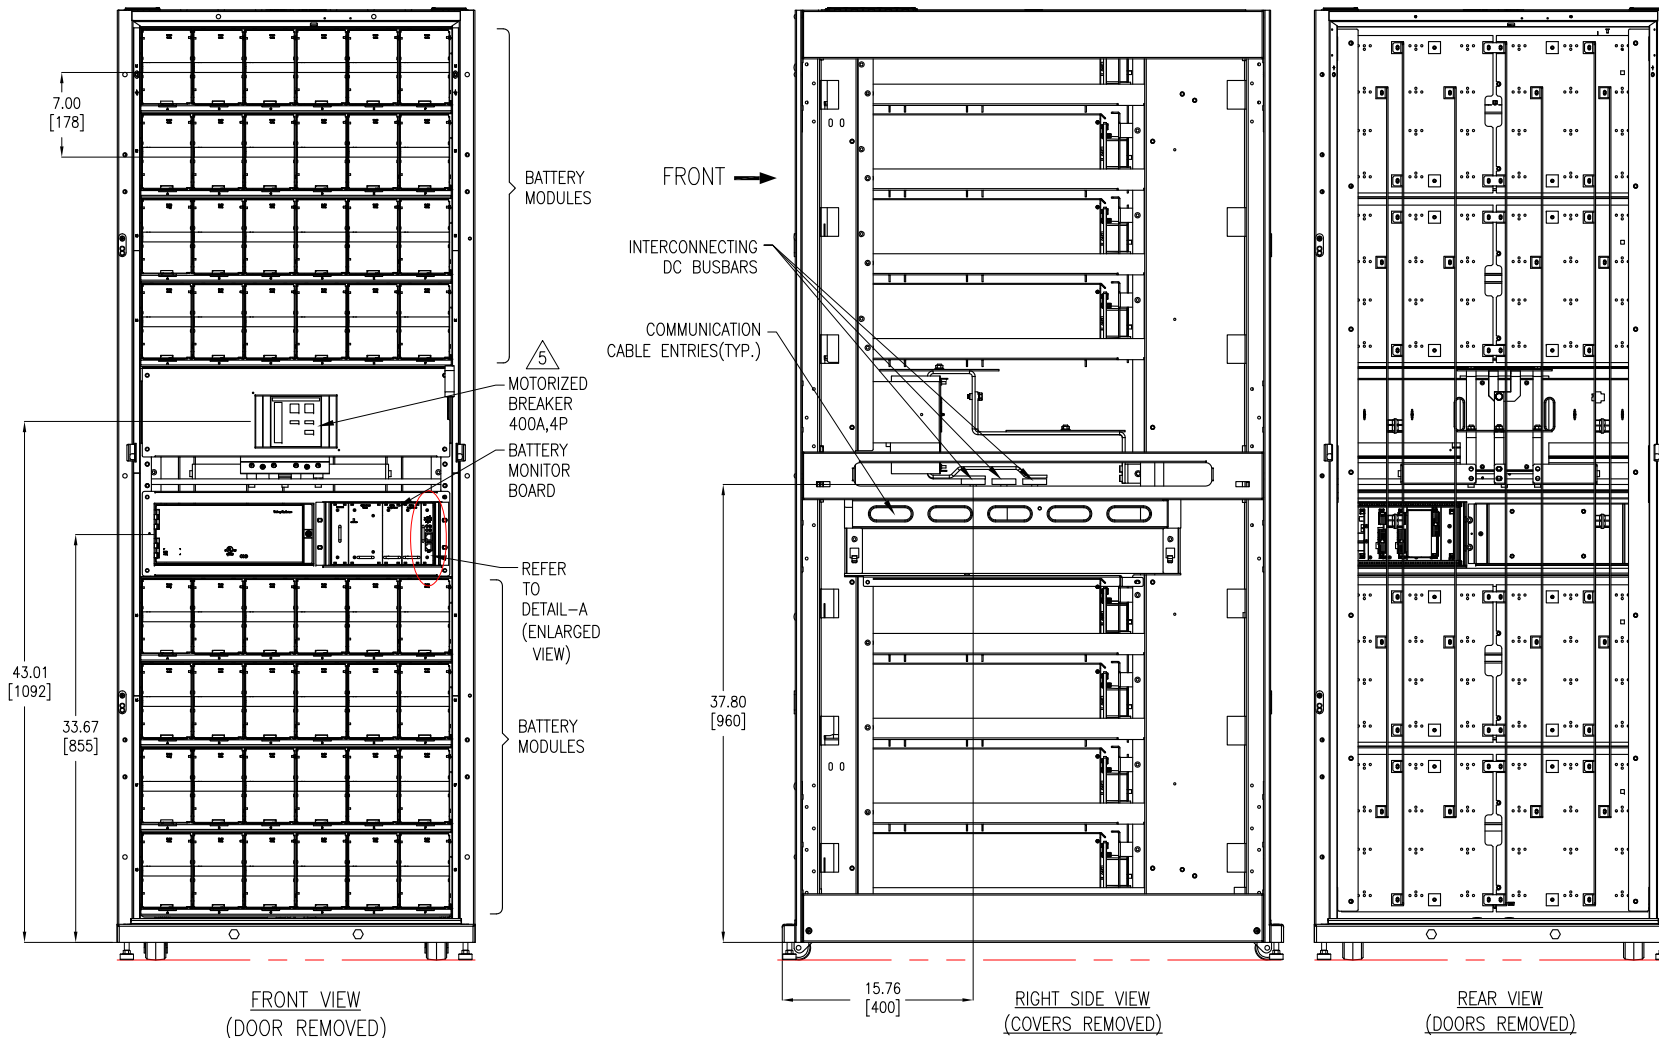 7.00
[178]
BATTERY
MODULES
5
MOTORIZED
BREAKER
400A,4P
BATTERY
MONITOR
BOARD
REFER
TO
DETAIL-A
(ENLARGED
VIEW)
43.01
[1092]
33.67
[855]
BATTERY
MODULES
FRONT VIEW
(DOOR REMOVED)
FRONT
INTERCONNECTING
DC BUSBARS
COMMUNICATION
CABLE ENTRIES(TYP.)
37.80
[960]
15.76
[400]
RIGHT SIDE VIEW
(COVERS REMOVED)
REAR VIEW
(DOORS REMOVED)